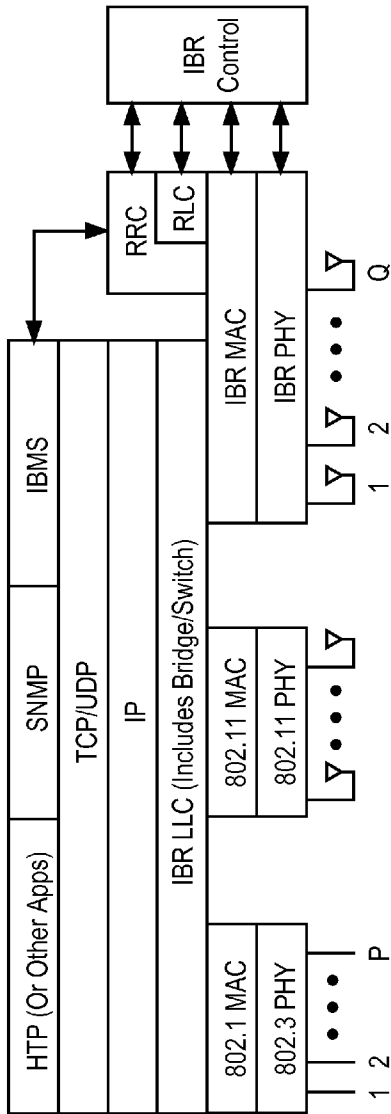 HTP (Or Other Apps)
SNMP
IBMS
TCP/UDP
IP
IBR LLC (Includes Bridge/Switch)
RRC
RLC
IBR
Control
802.1 MAC
802.3 PHY
802.11 MAC
802.11 PHY
IBR MAC
IBR PHY
1
2
P
1
2
Q